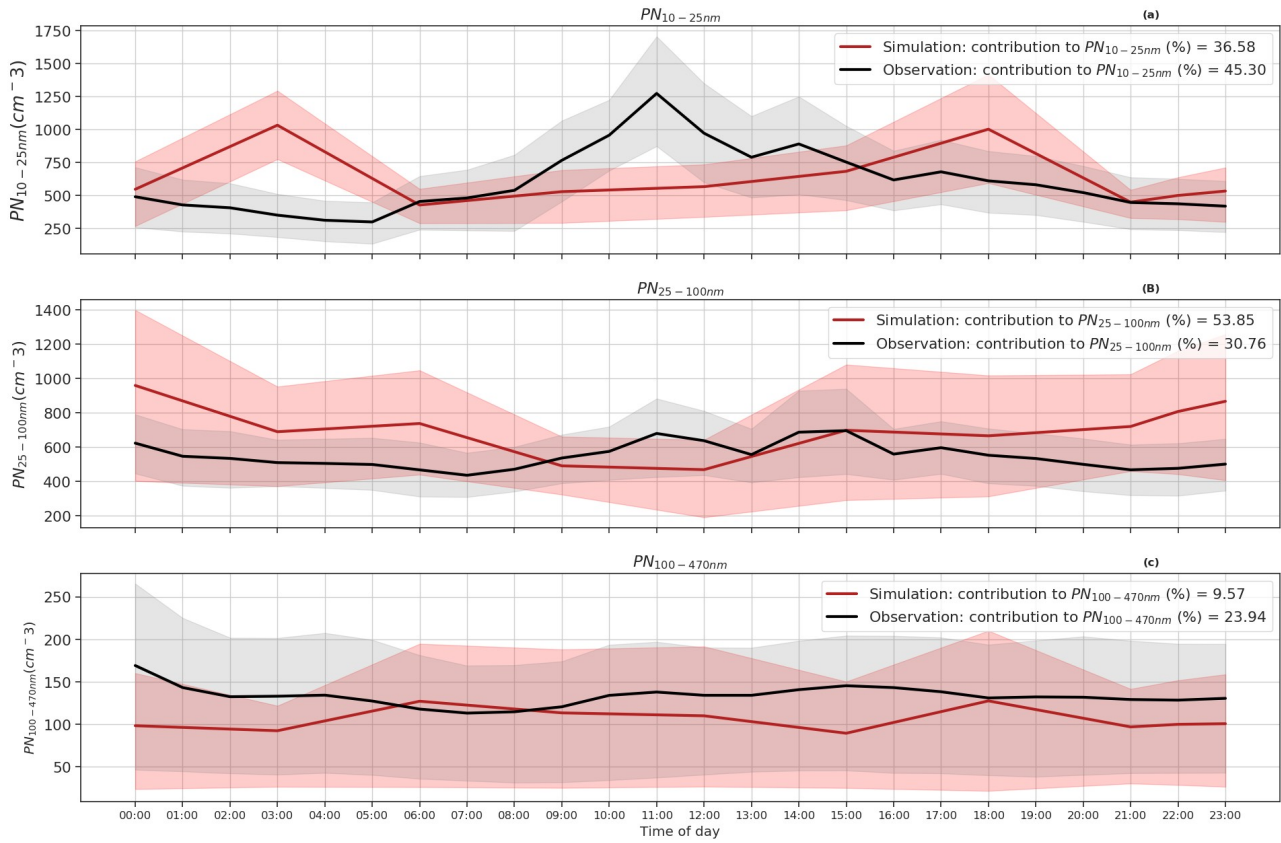 PN10−25nm (a)
PN10−25nm(cm−3)
1750
1500
1250
1000
750
500
250
Simulation: contribution to PN10−25nm (%) = 36.58
Observation: contribution to PN10−25nm (%) = 45.30
PN25−100nm (B)
PN25−100nm(cm−3)
1400
1200
1000
800
600
400
200
Simulation: contribution to PN25−100nm (%) = 53.85
Observation: contribution to PN25−100nm (%) = 30.76
PN100−470nm (c)
PN100−470nm(cm−3)
250
200
150
100
50
Simulation: contribution to PN100−470nm (%) = 9.57
Observation: contribution to PN100−470nm (%) = 23.94
00:00 01:00 02:00 03:00 04:00 05:00 06:00 07:00 08:00 09:00 10:00 11:00 12:00 13:00 14:00 15:00 16:00 17:00 18:00 19:00 20:00 21:00 22:00 23:00
Time of day